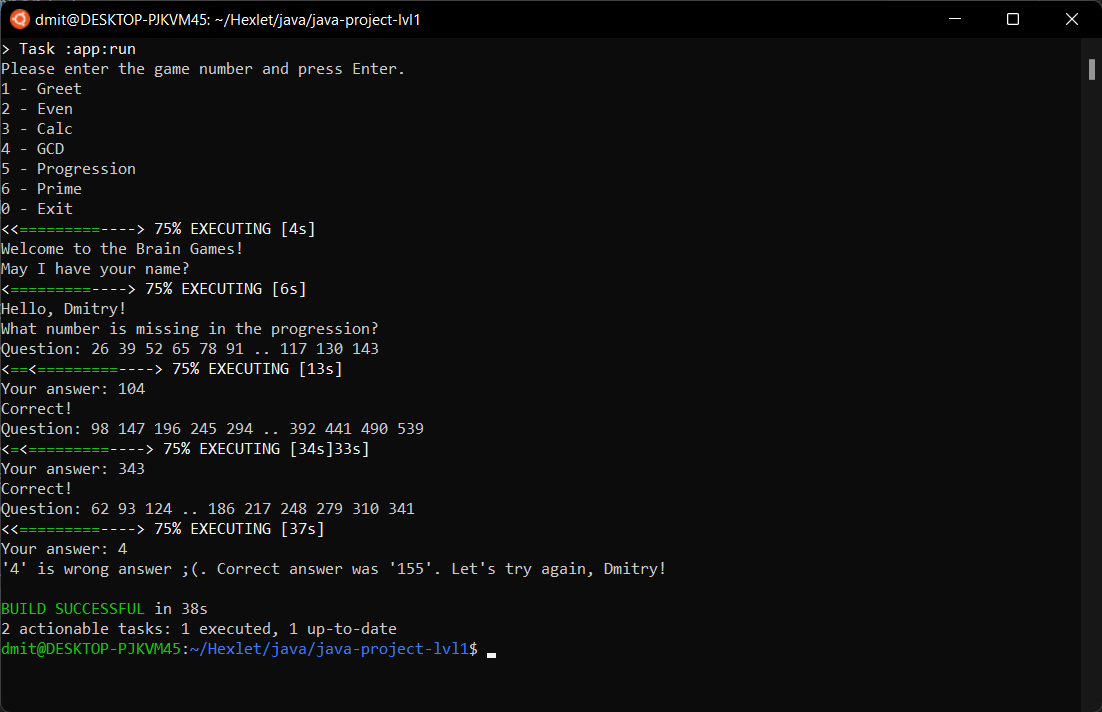 dmit@DESKTOP-PJKVM45: ~/Hexlet/java/java-project-lvl1
> Task :app:run
Please enter the game number and press Enter.
1 - Greet
2 - Even
3 - Calc
4 - GCD
5 - Progression
6 - Prime
0 - Exit
<<=========----> 75% EXECUTING [4s]
Welcome to the Brain Games!
May I have your name?
<=========----> 75% EXECUTING [6s]
Hello, Dmitry!
What number is missing in the progression?
Question: 26 39 52 65 78 91 .. 117 130 143
<==<=========----> 75% EXECUTING [13s]
Your answer: 104
Correct!
Question: 98 147 196 245 294 .. 392 441 490 539
<=<=========----> 75% EXECUTING [34s]33s]
Your answer: 343
Correct!
Question: 62 93 124 .. 186 217 248 279 310 341
<<=========----> 75% EXECUTING [37s]
Your answer: 4
'4' is wrong answer ;(. Correct answer was '155'. Let's try again, Dmitry!
BUILD SUCCESSFUL in 38s
2 actionable tasks: 1 executed, 1 up-to-date
dmit@DESKTOP-PJKVM45:~/Hexlet/java/java-project-lvl1$